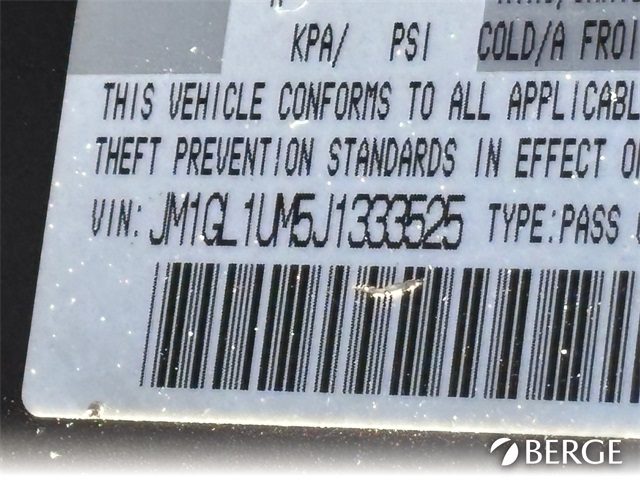 KPA/ PSI COLD/A FROI
THIS VEHICLE CONFORMS TO ALL APPLICABL
THEFT PREVENTION STANDARDS IN EFFECT O
VIN: JM1GL1UM5J1333525 TYPE:PASS
BERGE